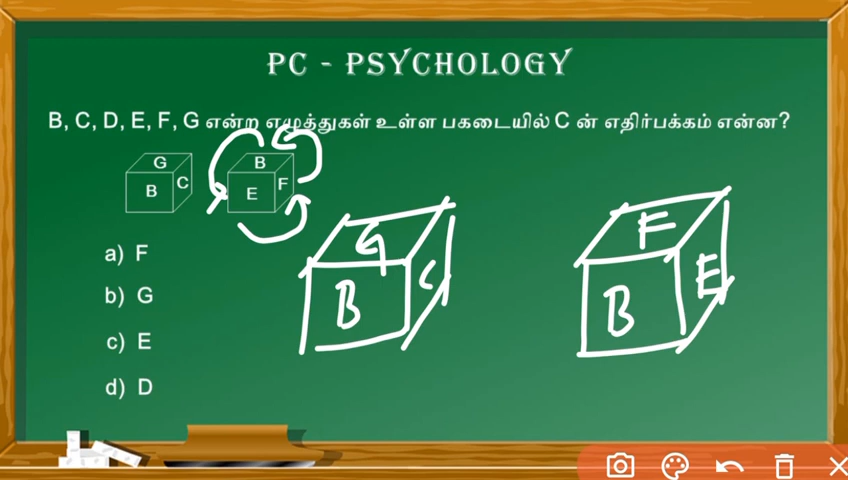 PC - PSYCHOLOGY
B, C, D, E, F, G என்ற எழுத்துகள் உள்ள பகடையில் C ன் எதிர்பக்கம் என்ன?
G B C B E F
G F
B C B E
a) F
b) G
c) E
d) D